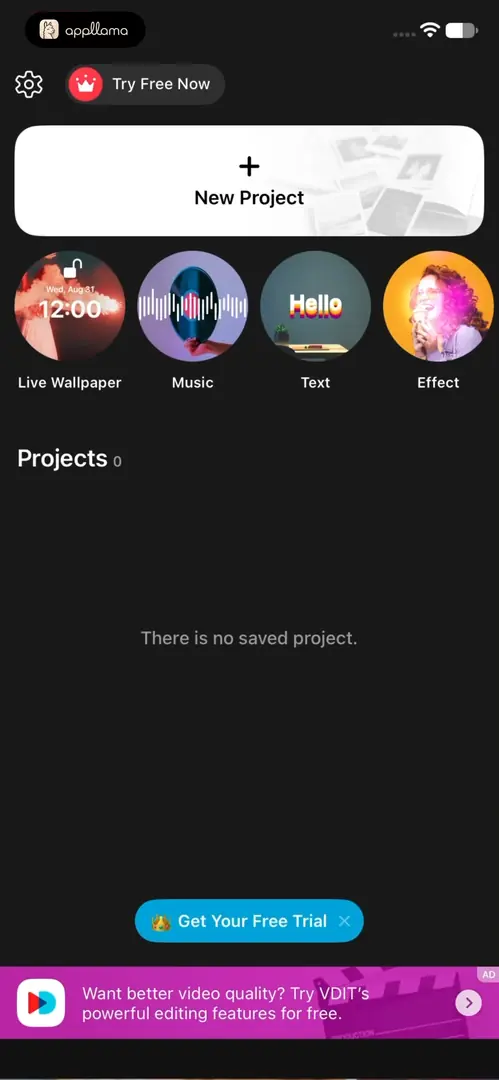 appllama
Try Free Now
New Project
Wed, Aug 31
12:00
Hello
Live Wallpaper
Music
Text
Effect
Projects 0
There is no saved project.
Get Your Free Trial
AD
Want better video quality? Try VDIT's
powerful editing features for free.
PRODUCTION